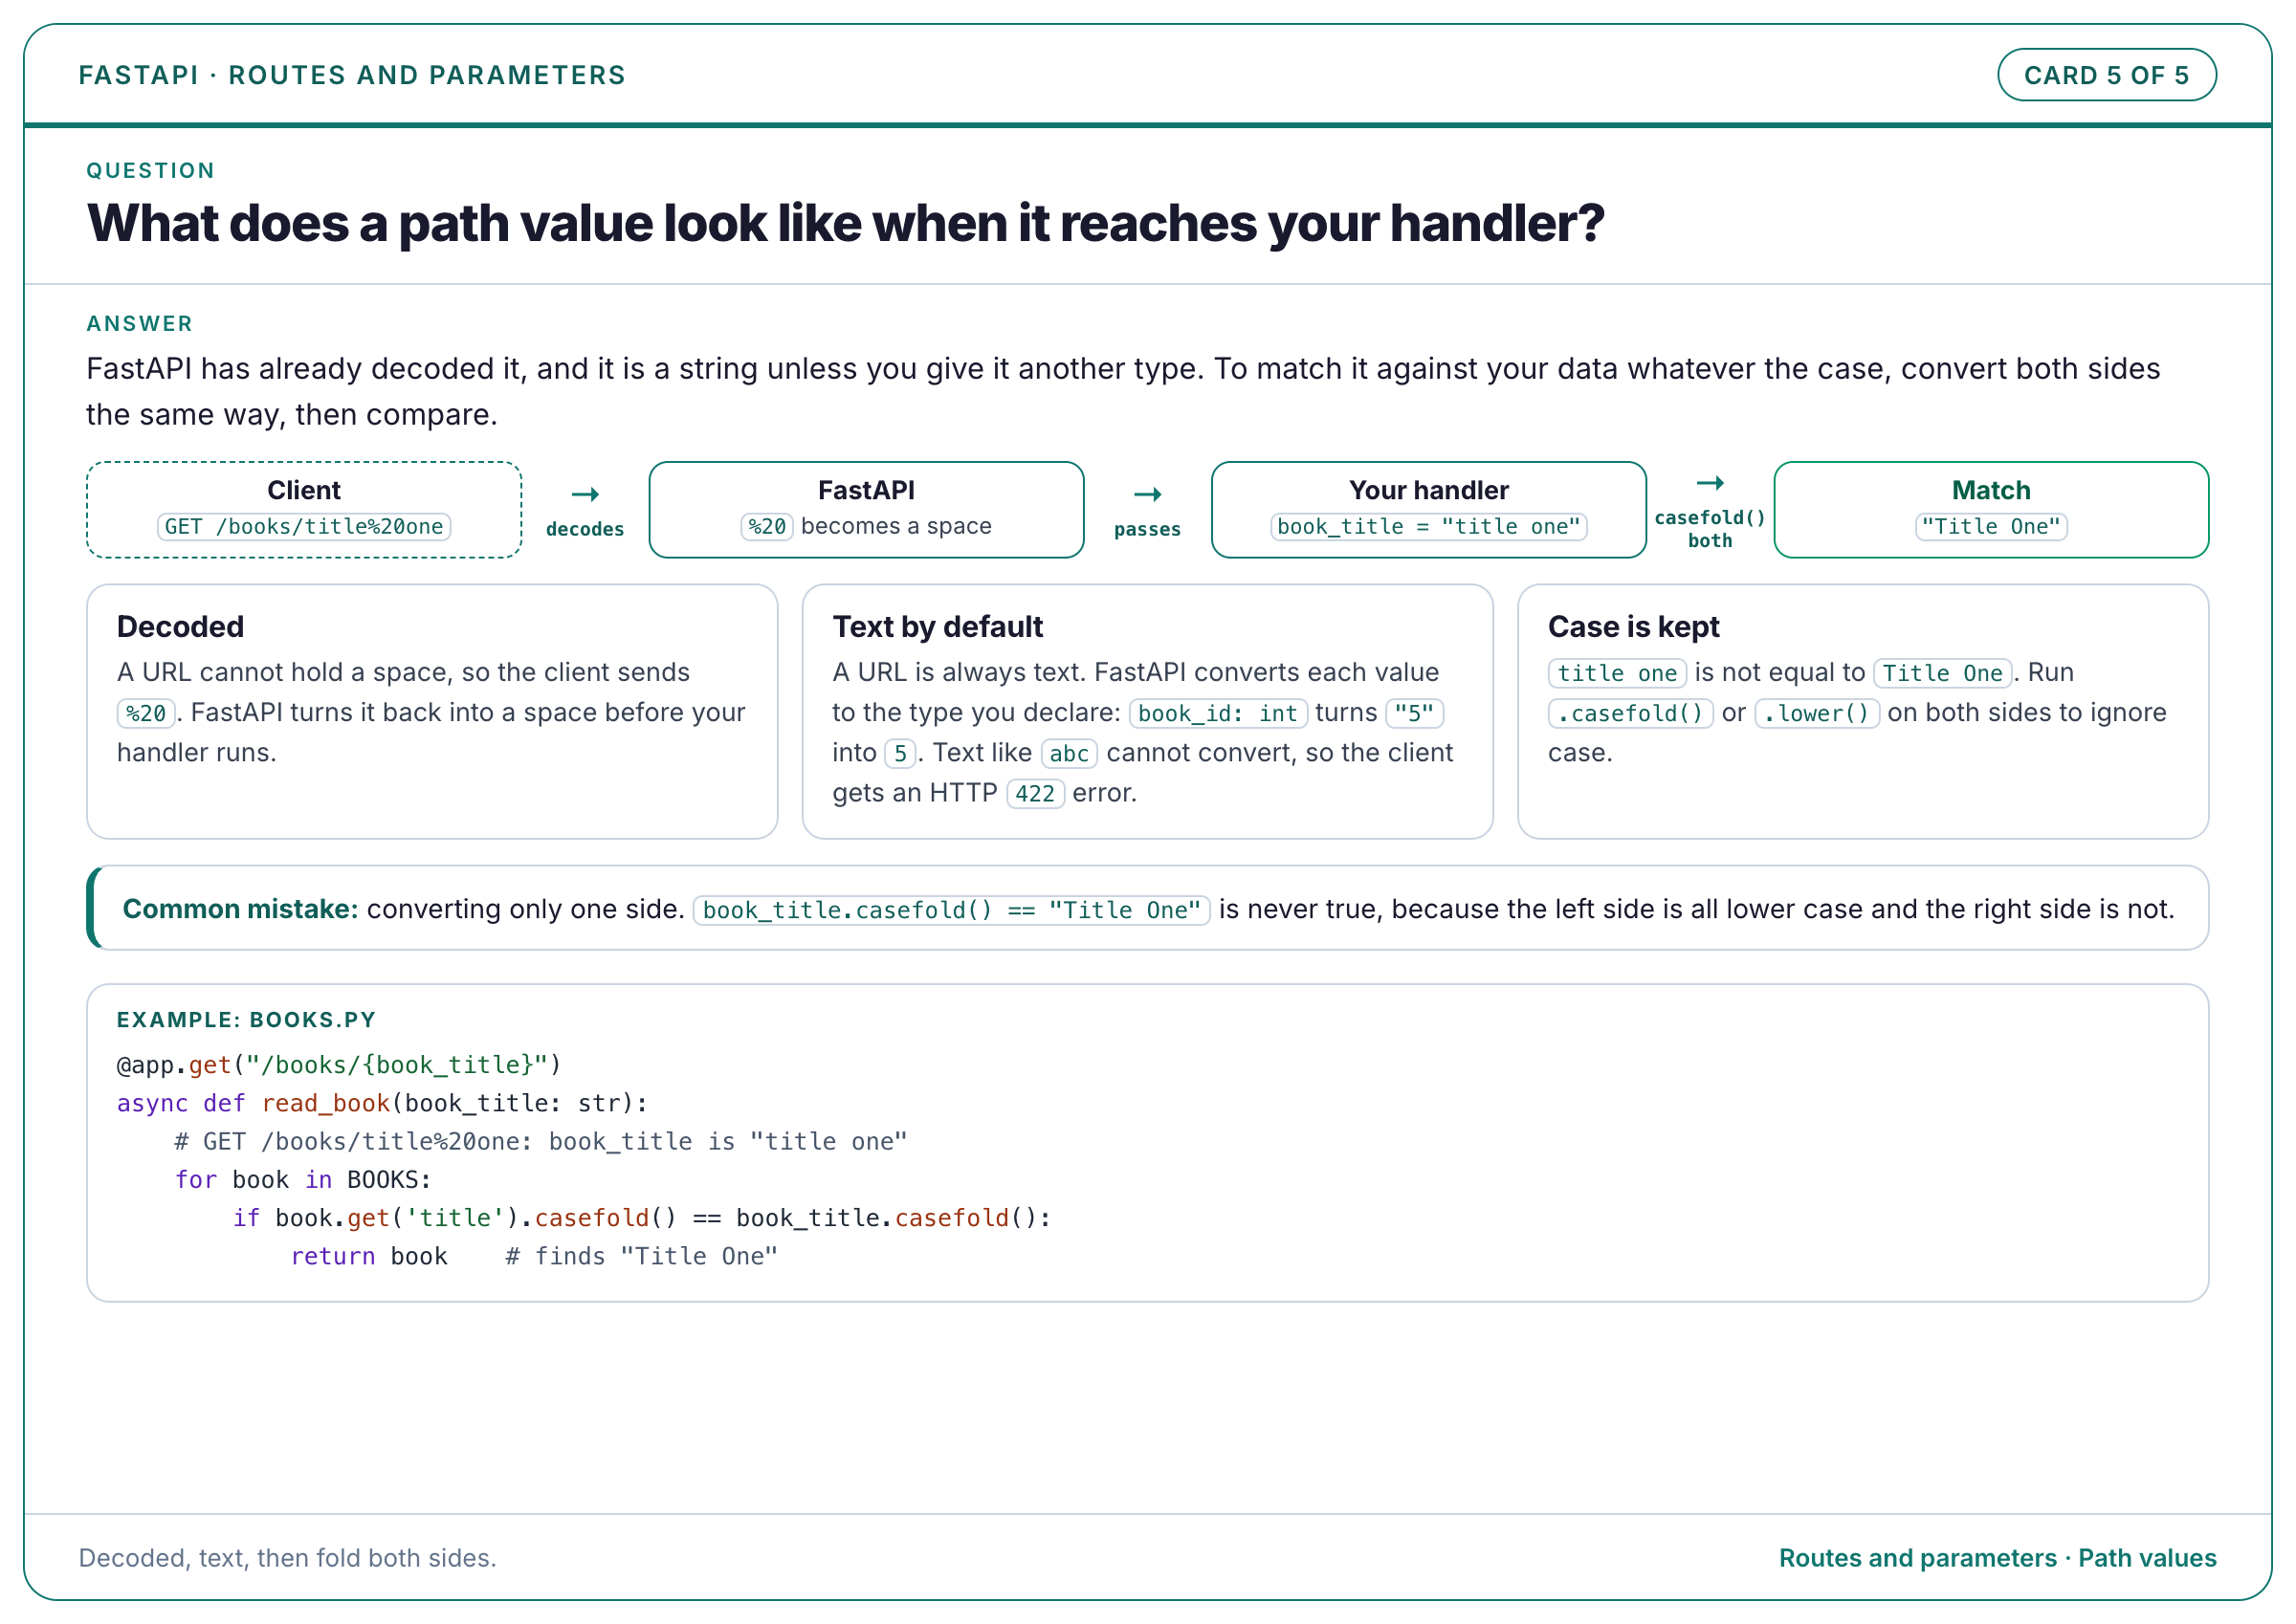 FASTAPI · ROUTES AND PARAMETERS
CARD 5 OF 5
QUESTION
What does a path value look like when it reaches your handler?
ANSWER
FastAPI has already decoded it, and it is a string unless you give it another type. To match it against your data whatever the case, convert both sides
the same way, then compare.
Client
GET /books/title%20one
→
decodes
FastAPI
%20 becomes a space
→
passes
Your handler
book_title = "title one"
→
casefold()
both
Match
"Title One"
Decoded
A URL cannot hold a space, so the client sends
%20. FastAPI turns it back into a space before your
handler runs.
Text by default
A URL is always text. FastAPI converts each value
to the type you declare: book_id: int turns "5"
into 5. Text like abc cannot convert, so the client
gets an HTTP 422 error.
Case is kept
title one is not equal to Title One. Run
.casefold() or .lower() on both sides to ignore
case.
Common mistake: converting only one side. book_title.casefold() == "Title One" is never true, because the left side is all lower case and the right side is not.
EXAMPLE: BOOKS.PY
@app.get("/books/{book_title}")
async def read_book(book_title: str):
    # GET /books/title%20one: book_title is "title one"
    for book in BOOKS:
        if book.get('title').casefold() == book_title.casefold():
            return book    # finds "Title One"
Decoded, text, then fold both sides.
Routes and parameters · Path values